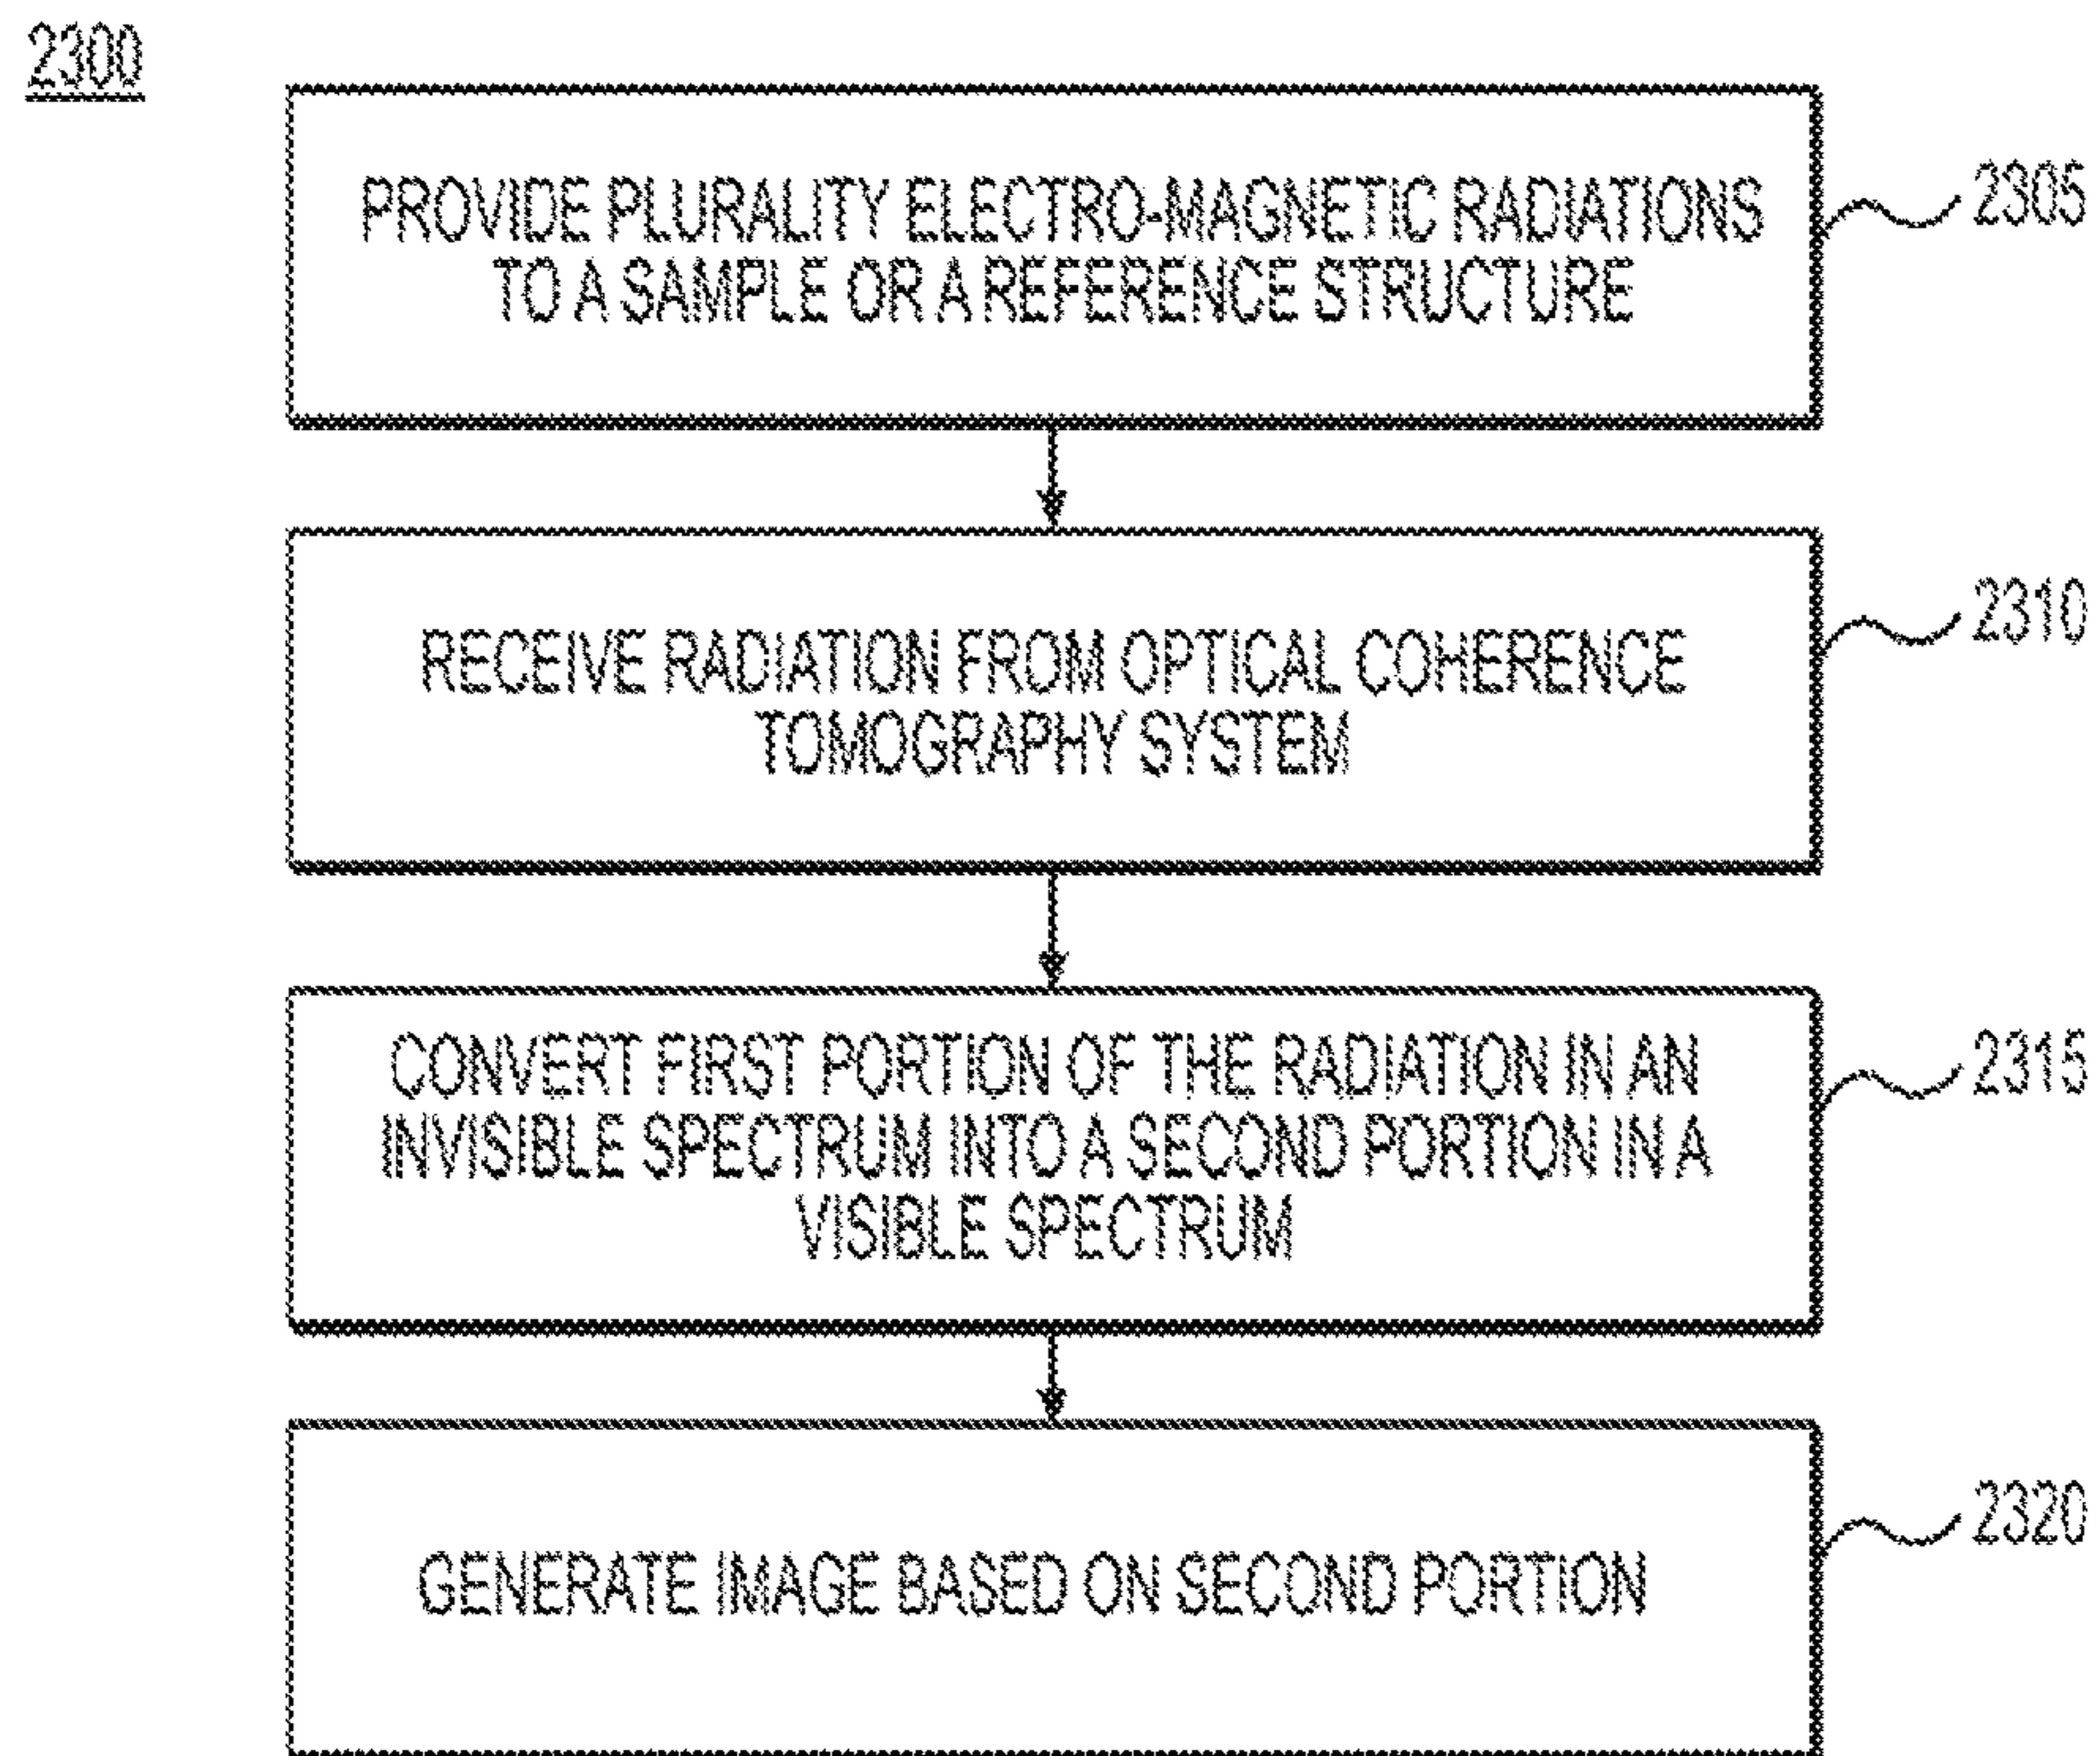 2300
PROVIDE PLURALITY ELECTRO-MAGNETIC RADIATIONS
TO A SAMPLE OR A REFERENCE STRUCTURE
2305
RECEIVE RADIATION FROM OPTICAL COHERENCE
TOMOGRAPHY SYSTEM
2310
CONVERT FIRST PORTION OF THE RADIATION IN AN
INVISIBLE SPECTRUM INTO A SECOND PORTION IN A
VISIBLE SPECTRUM
2315
GENERATE IMAGE BASED ON SECOND PORTION
2320